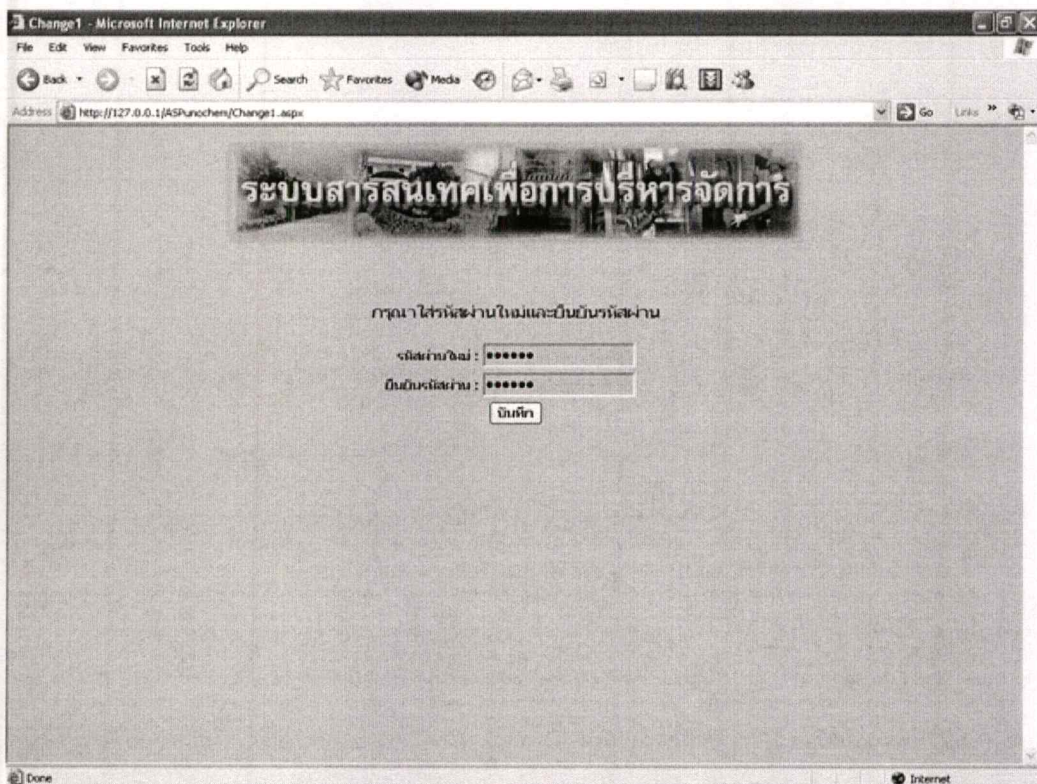 Change1 - Microsoft Internet Explorer
File Edit View Favorites Tools Help
Back Search Favorites Media
Address http://127.0.0.1/ASPunochem/Change1.aspx Go Links »
ระบบสารสนเทศเพื่อการบริหารจัดการ
กรุณาใส่รหัสผ่านใหม่และยืนยันรหัสผ่าน
รหัสผ่านใหม่ : ••••••
ยืนยันรหัสผ่าน : ••••••
บันทึก
Done Internet